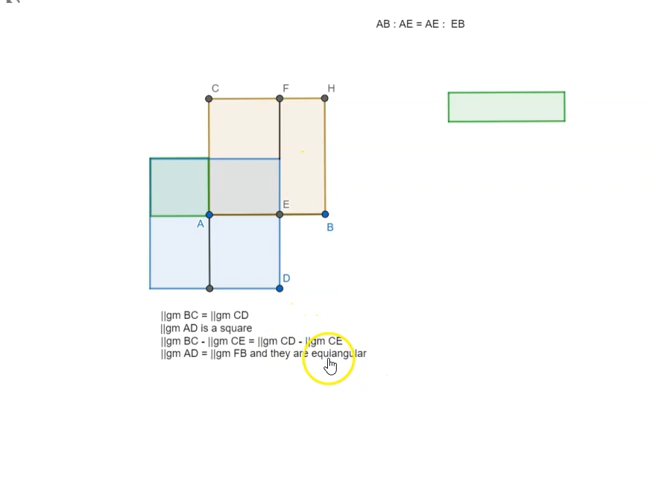 AB : AE = AE : EB
C F H
E
A B
D
||gm BC = ||gm CD
||gm AD is a square
||gm BC - ||gm CE = ||gm CD - ||gm CE
||gm AD = ||gm FB and they are equiangular